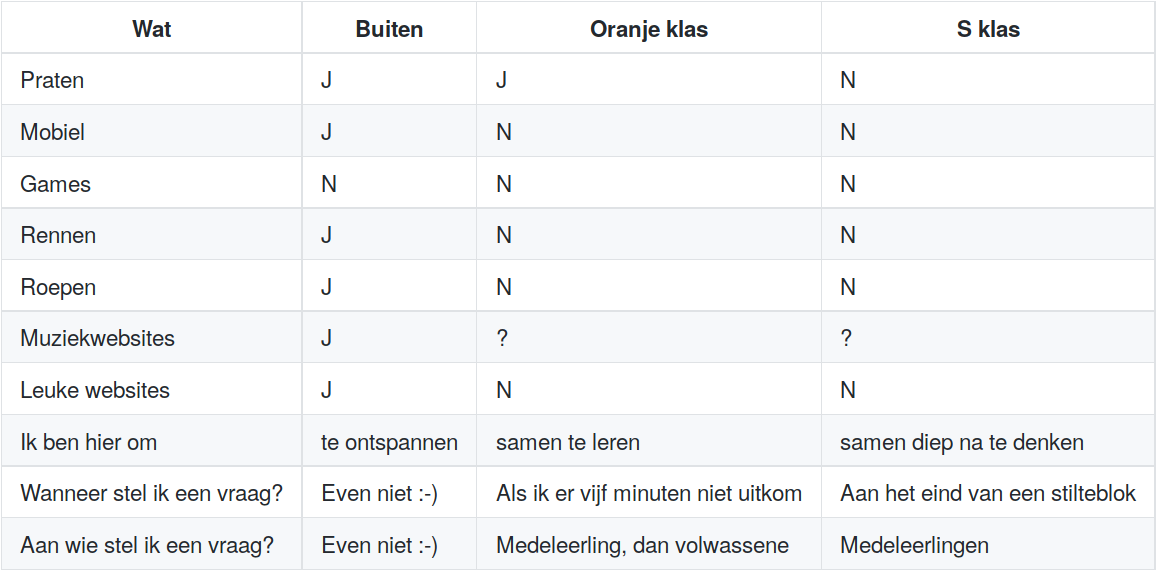 Wat Buiten Oranje klas S klas
Praten J J N
Mobiel J N N
Games N N N
Rennen J N N
Roepen J N N
Muziekwebsites J ? ?
Leuke websites J N N
Ik ben hier om te ontspannen samen te leren samen diep na te denken
Wanneer stel ik een vraag? Even niet :-) Als ik er vijf minuten niet uitkom Aan het eind van een stilteblok
Aan wie stel ik een vraag? Even niet :-) Medeleerling, dan volwassene Medeleerlingen